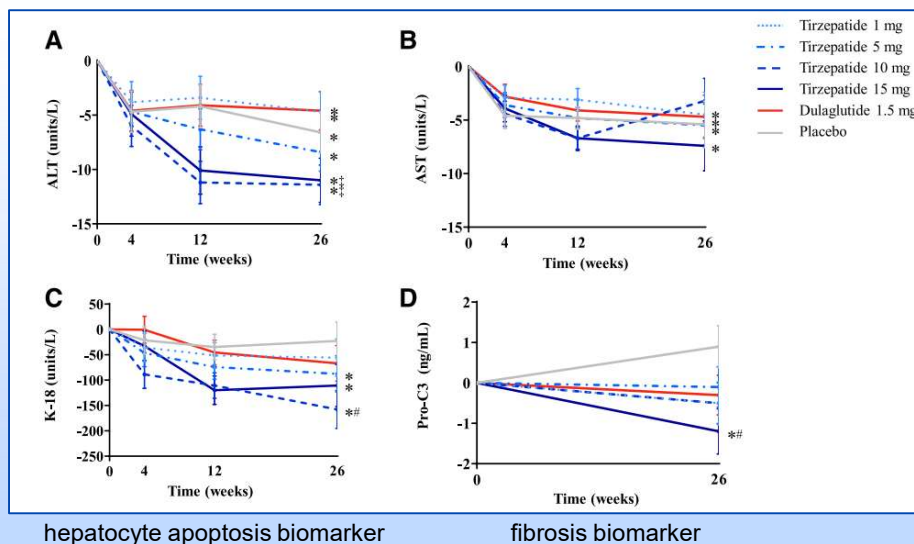 A
ALT (units/L)
0
-5
-10
-15
0
4
12
26
Time (weeks)
*
*
*
*
*‡
*‡
B
AST (units/L)
0
-5
-10
-15
0
4
12
26
Time (weeks)
*
*
*
*
Tirzepatide 1 mg
Tirzepatide 5 mg
Tirzepatide 10 mg
Tirzepatide 15 mg
Dulaglutide 1.5 mg
Placebo
C
K-18 (units/L)
50
0
-50
-100
-150
-200
-250
0
4
12
26
Time (weeks)
*
*
*#
D
Pro-C3 (ng/mL)
2
1
0
-1
-2
0
26
Time (weeks)
*#
hepatocyte apoptosis biomarker
fibrosis biomarker